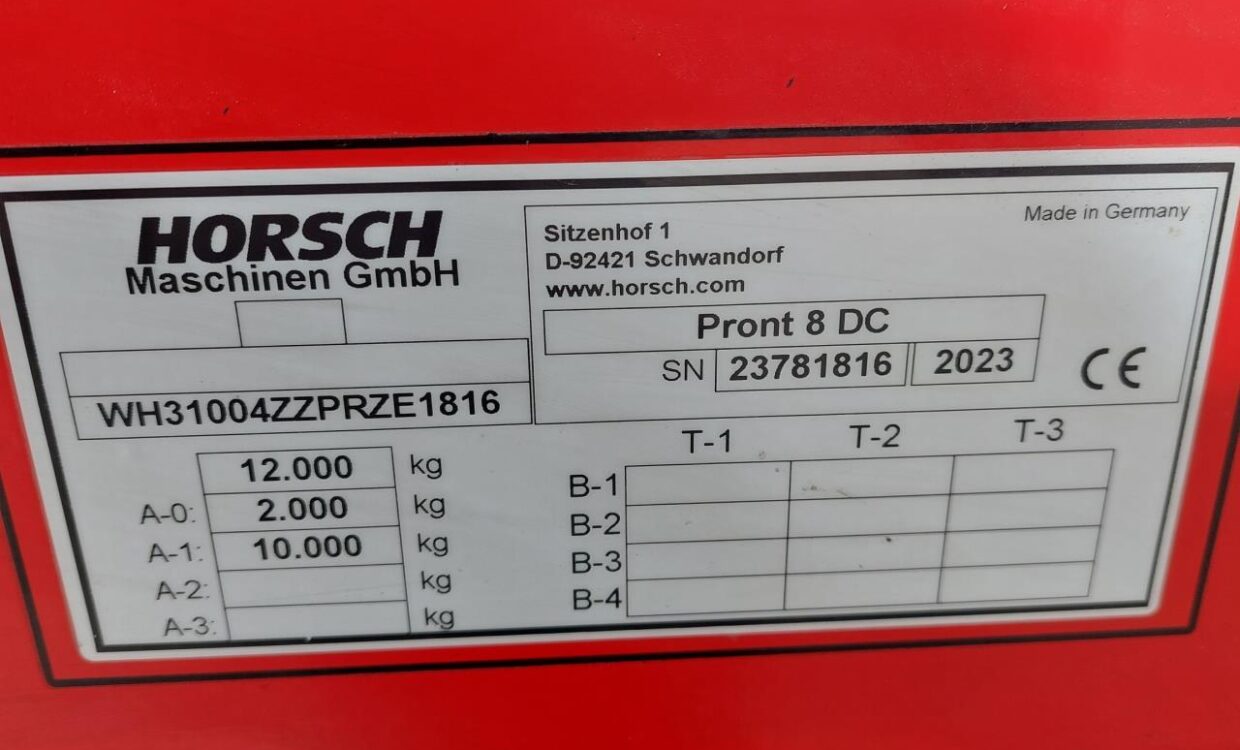 HORSCH
Maschinen GmbH
WH31004ZZPRZE1816
Sitzenhof 1
D-92421 Schwandorf
www.horsch.com
Made in Germany
Pront 8 DC
SN 23781816 2023
CE
12.000 kg
A-0: 2.000 kg
A-1: 10.000 kg
A-2: kg
A-3: kg
T-1 T-2 T-3
B-1
B-2
B-3
B-4